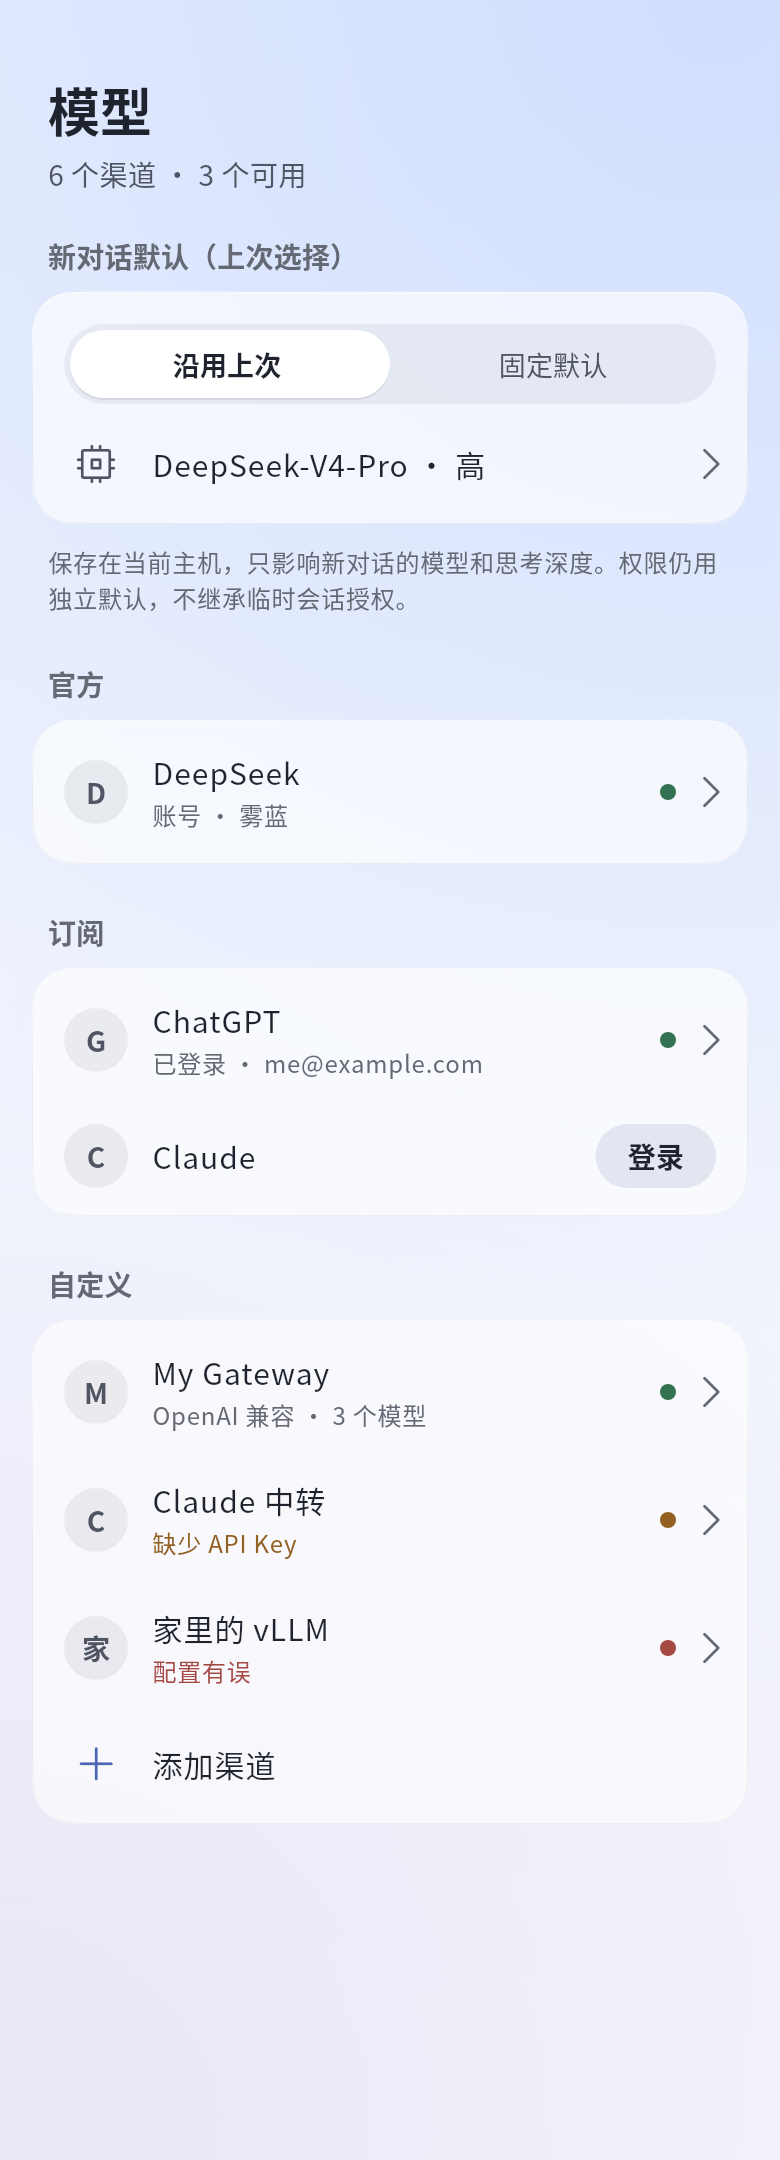 模型
6 个渠道 · 3 个可用
新对话默认（上次选择）
沿用上次
固定默认
DeepSeek-V4-Pro · 高
保存在当前主机，只影响新对话的模型和思考深度。权限仍用
独立默认，不继承临时会话授权。
官方
D
DeepSeek
账号 · 雾蓝
订阅
G
ChatGPT
已登录 · me@example.com
C
Claude
登录
自定义
M
My Gateway
OpenAI 兼容 · 3 个模型
C
Claude 中转
缺少 API Key
家
家里的 vLLM
配置有误
添加渠道